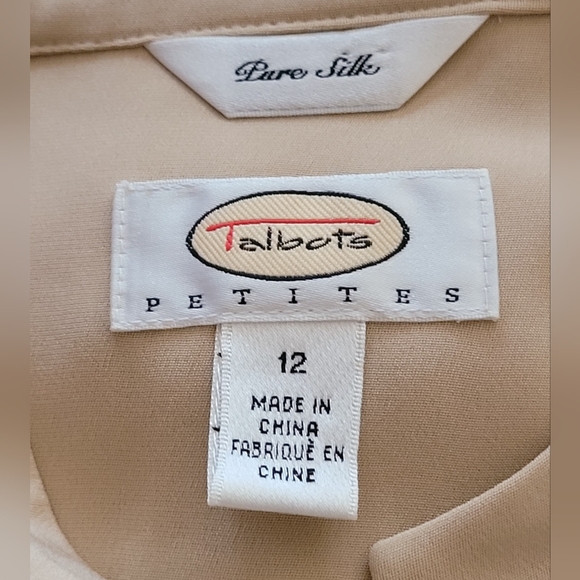 Pure Silk
Talbots
PETITES
12
MADE IN
CHINA
FABRIQUÈ EN
CHINE